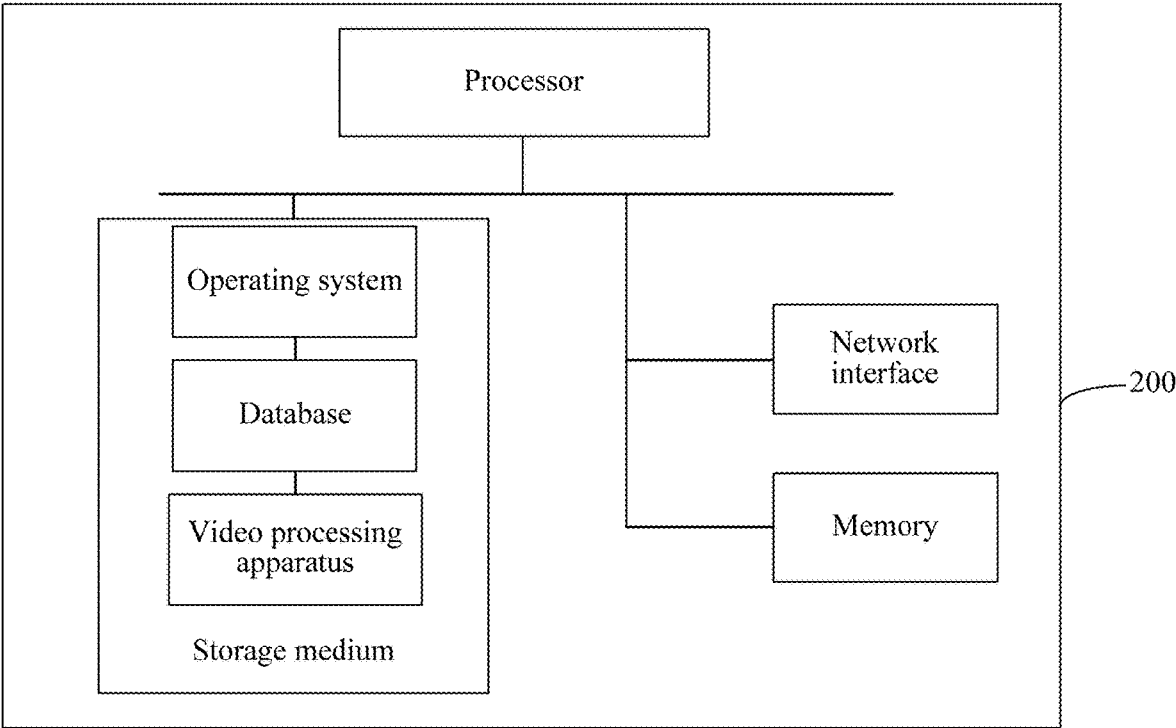 Processor
Operating system
Database
Video processing
apparatus
Storage medium
Network
interface
Memory
200